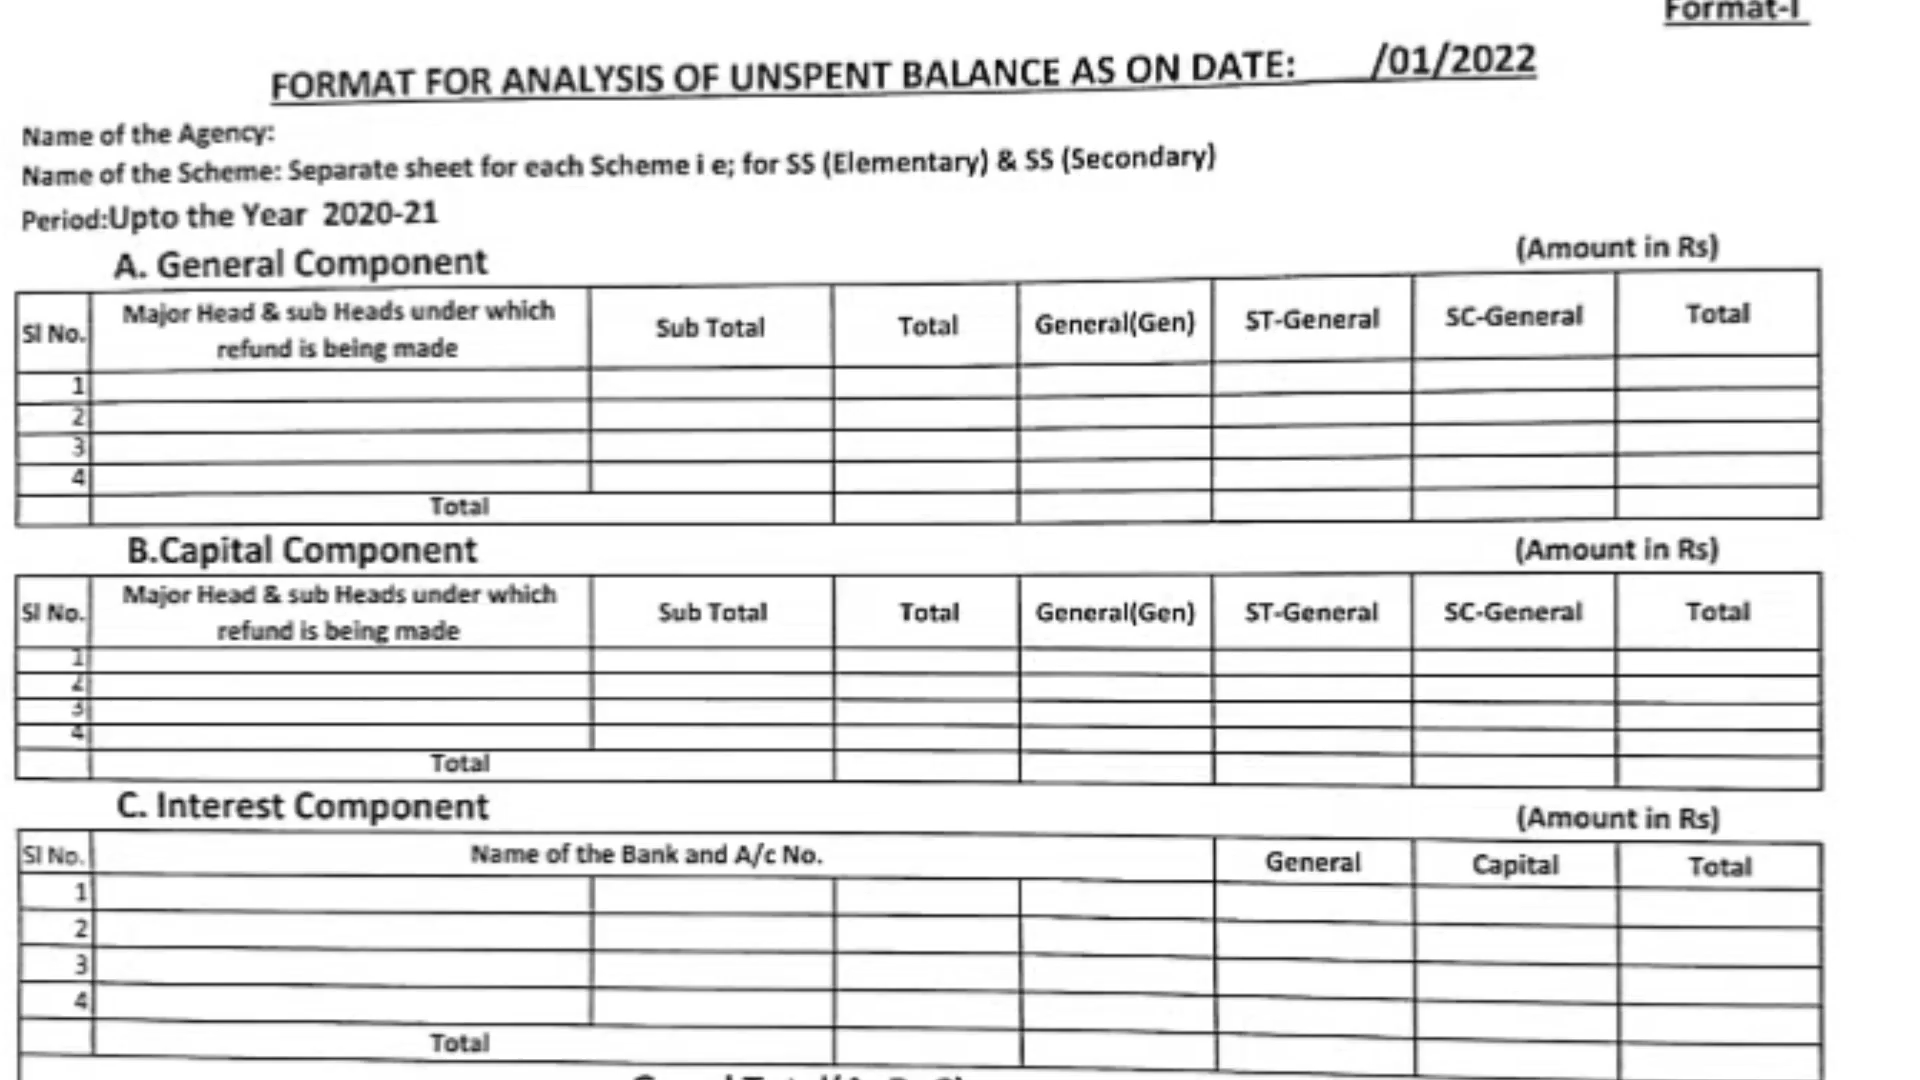 Format-I
FORMAT FOR ANALYSIS OF UNSPENT BALANCE AS ON DATE: ___/01/2022
Name of the Agency:
Name of the Scheme: Separate sheet for each Scheme i e; for SS (Elementary) & SS (Secondary)
Period:Upto the Year 2020-21
A. General Component (Amount in Rs)
Sl No. Major Head & sub Heads under which refund is being made Sub Total Total General(Gen) ST-General SC-General Total
1
2
3
4
Total
B.Capital Component (Amount in Rs)
Sl No. Major Head & sub Heads under which refund is being made Sub Total Total General(Gen) ST-General SC-General Total
1
2
3
4
Total
C. Interest Component (Amount in Rs)
Sl No. Name of the Bank and A/c No. General Capital Total
1
2
3
4
Total